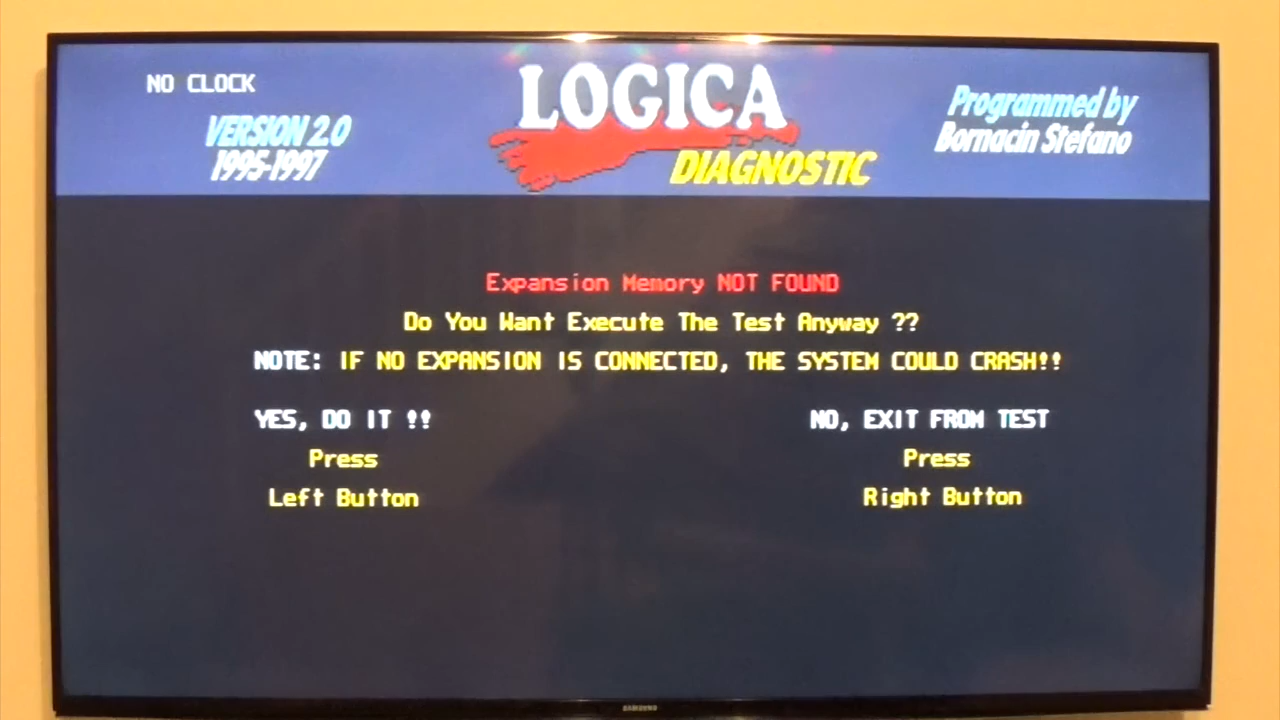 NO CLOCK
VERSION 2.0
1995-1997
LOGICA
DIAGNOSTIC
Programmed by
Bornacin Stefano
Expansion Memory NOT FOUND
Do You Want Execute The Test Anyway ??
NOTE: IF NO EXPANSION IS CONNECTED, THE SYSTEM COULD CRASH!!
YES, DO IT !!
Press
Left Button
NO, EXIT FROM TEST
Press
Right Button
SAMSUNG